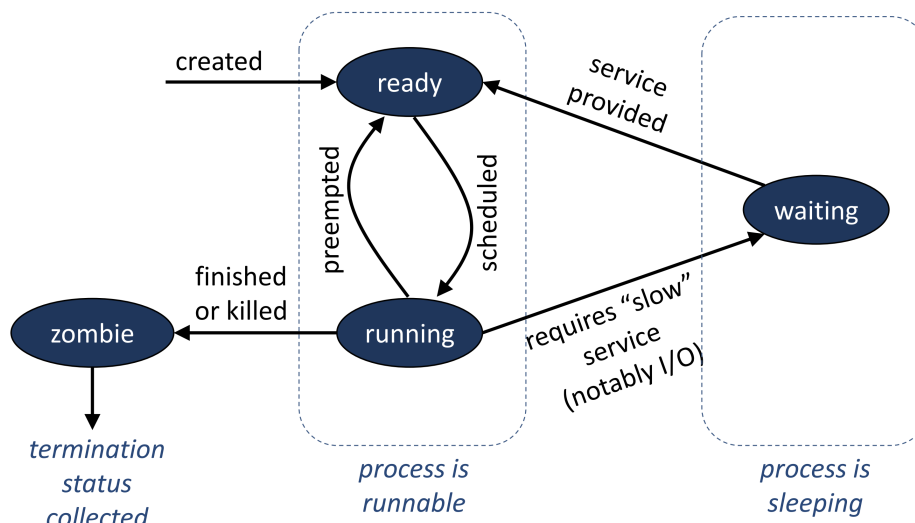 created
ready
service
provided
preempted
scheduled
waiting
finished
or killed
zombie
running
requires “slow”
service
(notably I/O)
termination
status
collected
process is
runnable
process is
sleeping